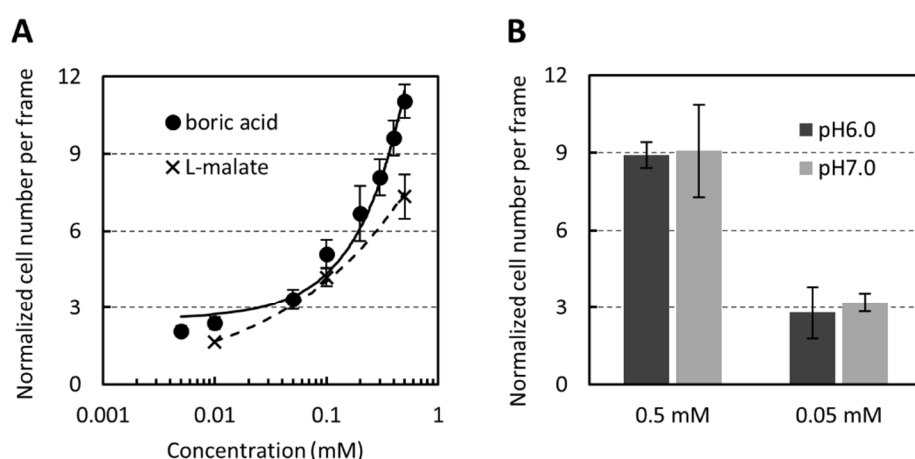 A
Normalized cell number per frame
12
9
6
3
0
boric acid
L-malate
0.001
0.01
0.1
1
Concentration (mM)
B
Normalized cell number per frame
12
9
6
3
0
pH6.0
pH7.0
0.5 mM
0.05 mM